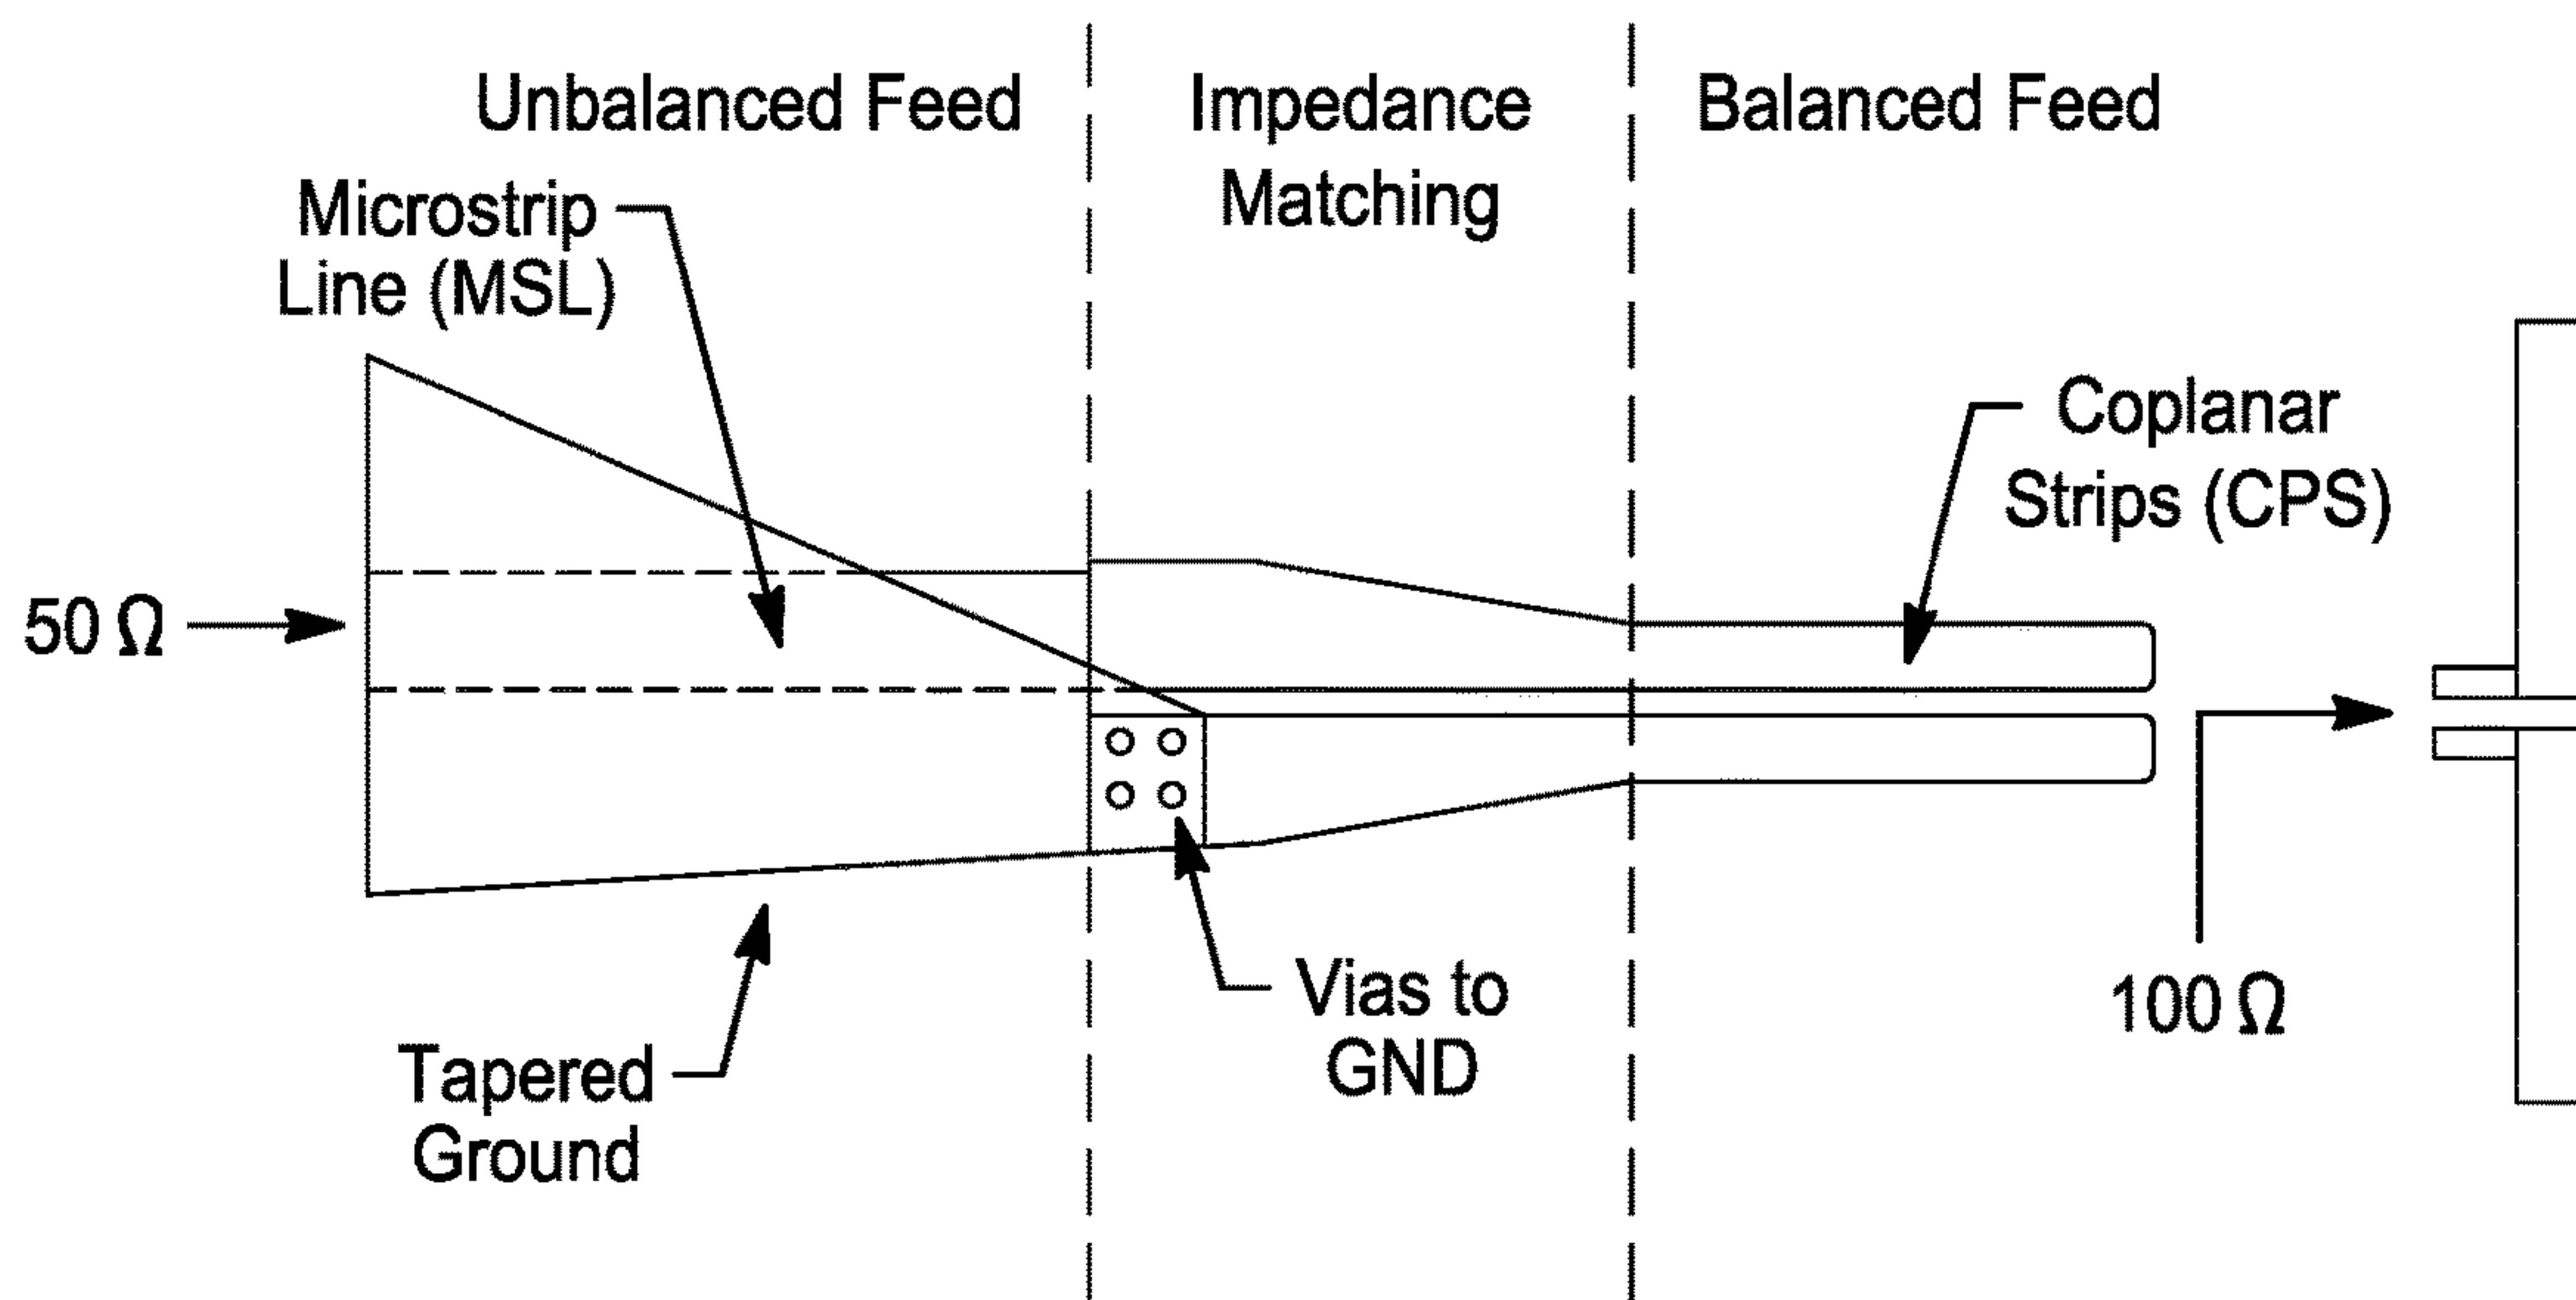 Unbalanced Feed
Impedance
Matching
Balanced Feed
Microstrip
Line (MSL)
Coplanar
Strips (CPS)
50 Ω
Vias to
GND
100 Ω
Tapered
Ground